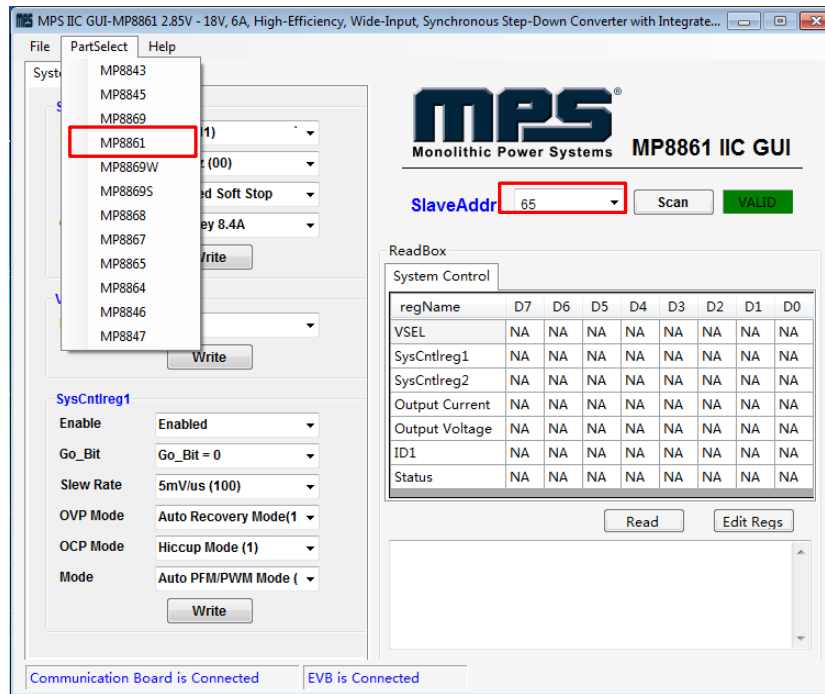 MPS IIC GUI-MP8861 2.85V - 18V, 6A, High-Efficiency, Wide-Input, Synchronous Step-Down Converter with Integrate...
File PartSelect Help
MP8843
MP8845
MP8869
MP8861
MP8869W
MP8869S
MP8868
MP8867
MP8865
MP8864
MP8846
MP8847
Syst
(00)
ed Soft Stop
ey 8.4A
Write
Write
SysCntlreg1
Enable Enabled
Go_Bit Go_Bit = 0
Slew Rate 5mV/us (100)
OVP Mode Auto Recovery Mode(1
OCP Mode Hiccup Mode (1)
Mode Auto PFM/PWM Mode (
Write
mps®
Monolithic Power Systems MP8861 IIC GUI
SlaveAddr 65 Scan VALID
ReadBox
System Control
regName D7 D6 D5 D4 D3 D2 D1 D0
VSEL NA NA NA NA NA NA NA NA
SysCntlreg1 NA NA NA NA NA NA NA NA
SysCntlreg2 NA NA NA NA NA NA NA NA
Output Current NA NA NA NA NA NA NA NA
Output Voltage NA NA NA NA NA NA NA NA
ID1 NA NA NA NA NA NA NA NA
Status NA NA NA NA NA NA NA NA
Read Edit Regs
Communication Board is Connected EVB is Connected